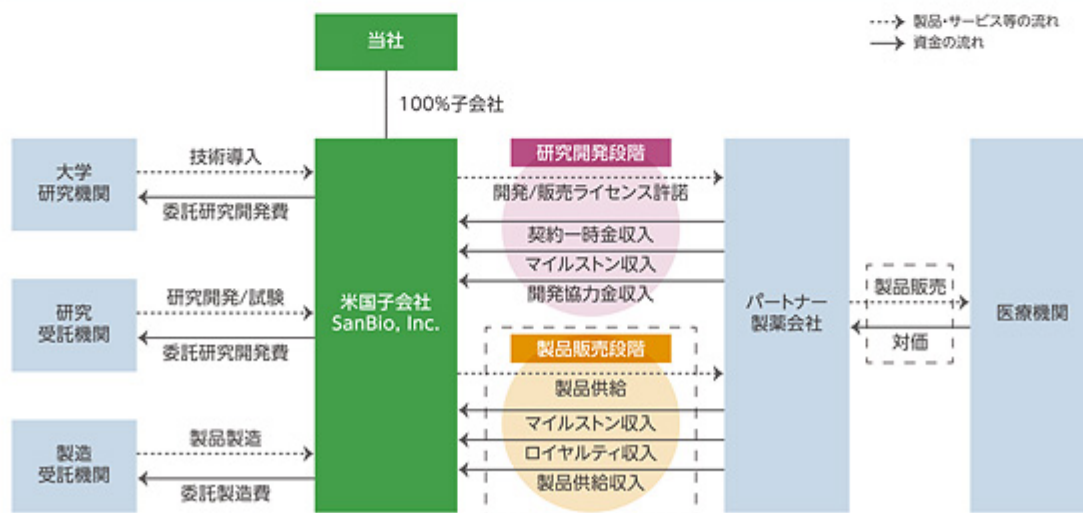 製品・サービス等の流れ
資金の流れ
当社
100%子会社
大学
研究機関
技術導入
委託研究開発費
研究
受託機関
研究開発/試験
委託研究開発費
製造
受託機関
製品製造
委託製造費
米国子会社
SanBio, Inc.
研究開発段階
開発/販売ライセンス許諾
契約一時金収入
マイルストン収入
開発協力金収入
製品販売段階
製品供給
マイルストン収入
ロイヤルティ収入
製品供給収入
パートナー
製薬会社
製品販売
対価
医療機関